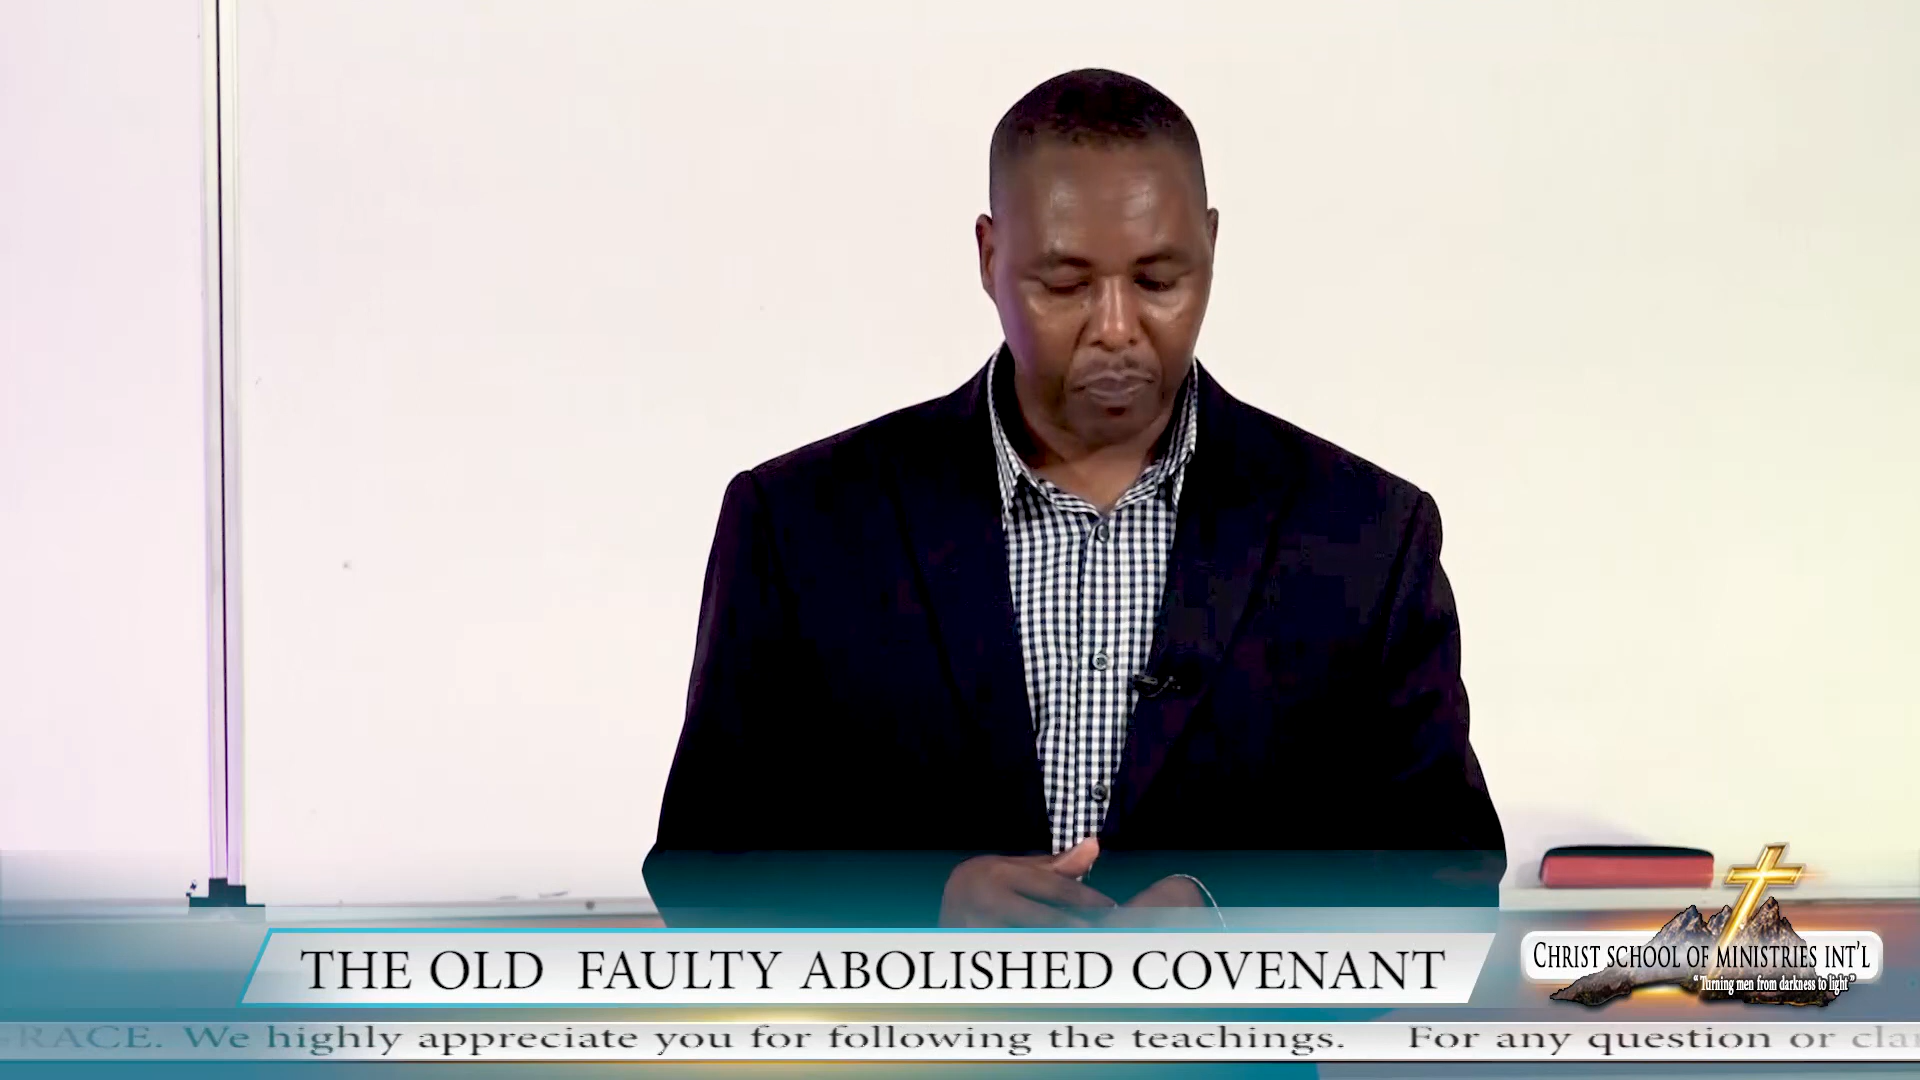 THE OLD FAULTY ABOLISHED COVENANT
CHRIST SCHOOL OF MINISTRIES INT'L
"Turning men from darkness to light"
We highly appreciate you for following the teachings. For any question or